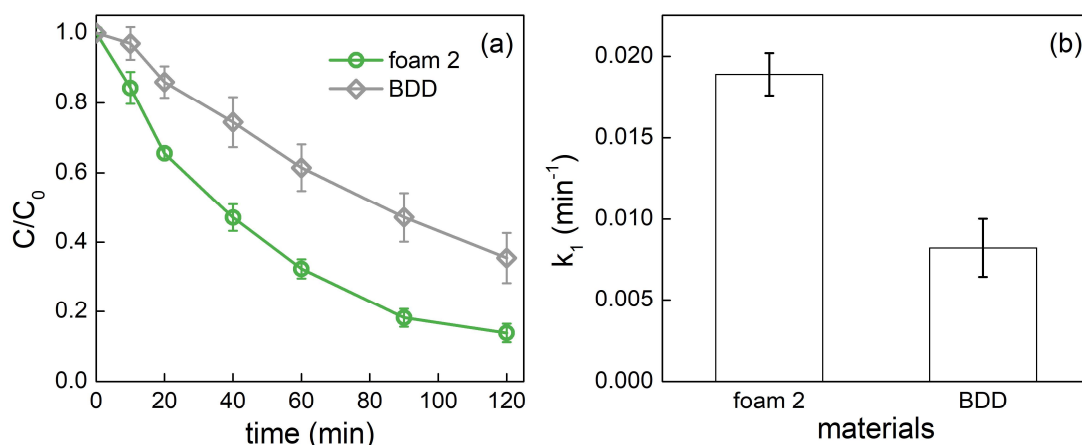 (a)
foam 2
BDD
1.0
0.8
0.6
0.4
0.2
0.0
C/C₀
0 20 40 60 80 100 120
time (min)
(b)
0.020
0.015
0.010
0.005
0.000
k₁ (min⁻¹)
foam 2 BDD
materials